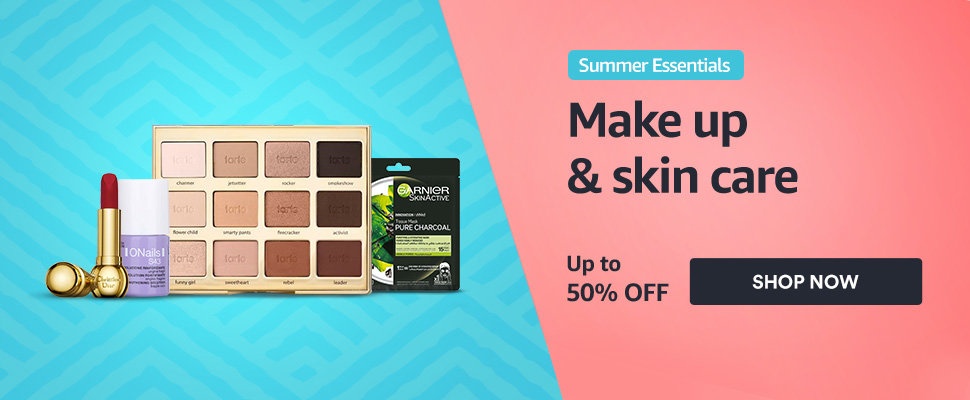 Summer Essentials
Make up
& skin care
Up to
50% OFF
SHOP NOW
tarte tarte tarte tarte
charmer jetsetter rocker smokeshow
tarte tarte tarte tarte
flower child smarty pants firecracker activist
tarte tarte tarte tarte
funny girl sweetheart rebel leader
GARNIER
SKINACTIVE
Tissue Mask
PURE CHARCOAL
15
ONails
S43
Dior